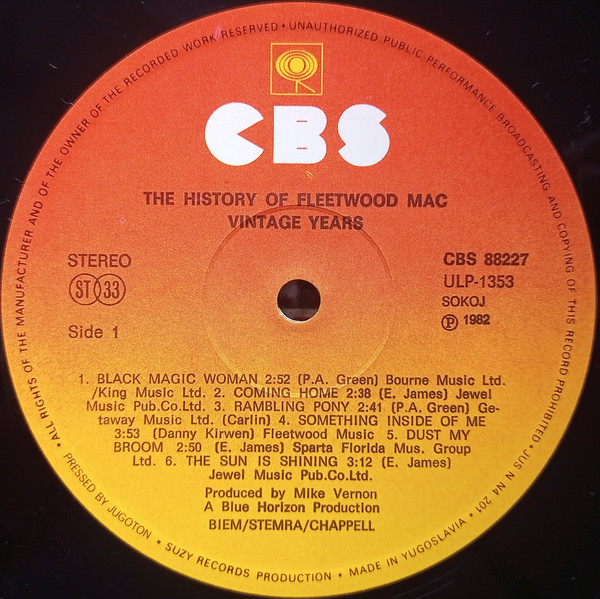 ALL RIGHTS OF THE MANUFACTURER AND OF THE OWNER OF THE RECORDED WORK RESERVED • UNAUTHORIZED PUBLIC PERFORMANCE BROADCASTING AND COPYING OF THIS RECORD PROHIBITED • JUS N N4 201
CBS
THE HISTORY OF FLEETWOOD MAC
VINTAGE YEARS
STEREO
ST 33
Side 1
CBS 88227
ULP-1353
SOKOJ
Ⓟ 1982
1. BLACK MAGIC WOMAN 2:52 (P.A. Green) Bourne Music Ltd.
/King Music Ltd. 2. COMING HOME 2:38 (E. James) Jewel
Music Pub.Co.Ltd. 3. RAMBLING PONY 2:41 (P.A. Green) Ge-
taway Music Ltd. (Carlin) 4. SOMETHING INSIDE OF ME
3:53 (Danny Kirwen) Fleetwood Music 5. DUST MY
BROOM 2:50 (E. James) Sparta Florida Mus. Group
Ltd. 6. THE SUN IS SHINING 3:12 (E. James)
Jewel Music Pub.Co.Ltd.
Produced by Mike Vernon
A Blue Horizon Production
BIEM/STEMRA/CHAPPELL
• PRESSED BY JUGOTON • SUZY RECORDS PRODUCTION • MADE IN YUGOSLAVIA •